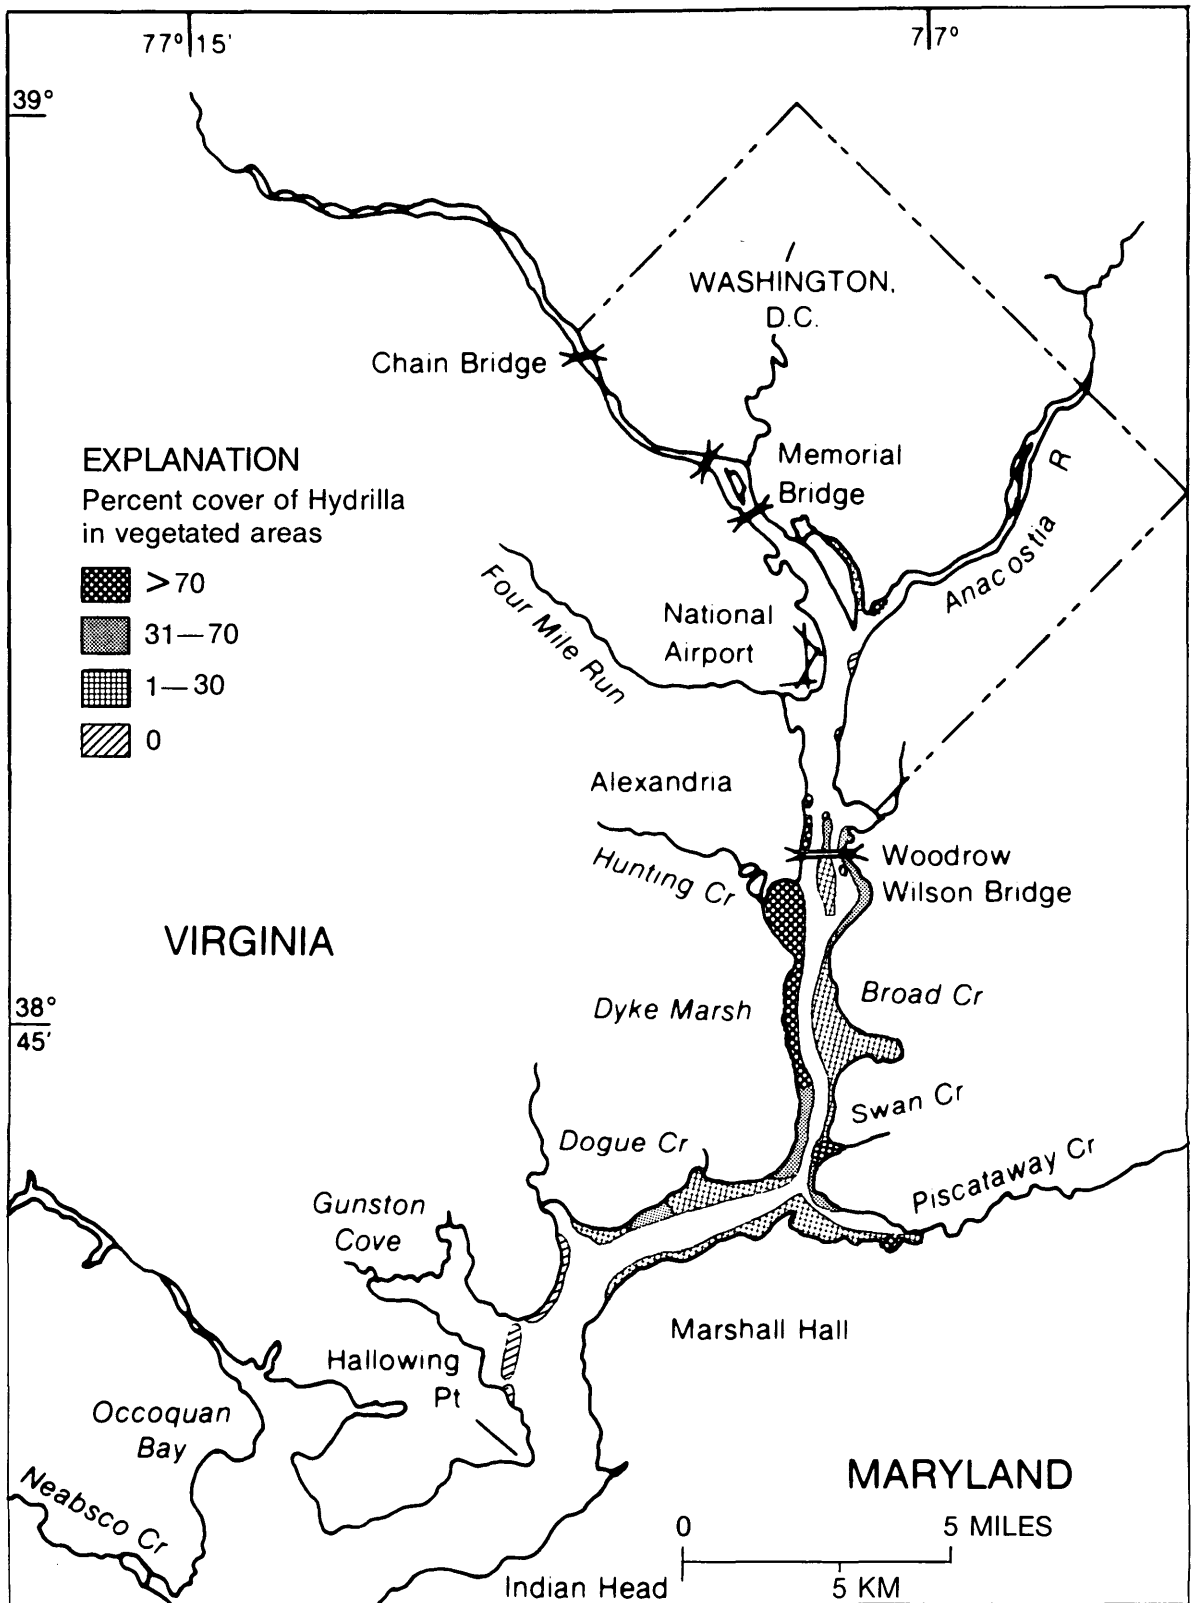 77° 15'
77°
39°
WASHINGTON,
D.C.
Chain Bridge
EXPLANATION
Percent cover of Hydrilla
in vegetated areas
>70
31—70
1—30
0
Memorial
Bridge
Anacostia R
Four Mile Run
National
Airport
Alexandria
Hunting Cr
Woodrow
Wilson Bridge
VIRGINIA
Dyke Marsh
Broad Cr
38°
45'
Swan Cr
Dogue Cr
Piscataway Cr
Gunston
Cove
Marshall Hall
Hallowing
Pt
Occoquan
Bay
Neabsco Cr
MARYLAND
0 5 MILES
5 KM
Indian Head